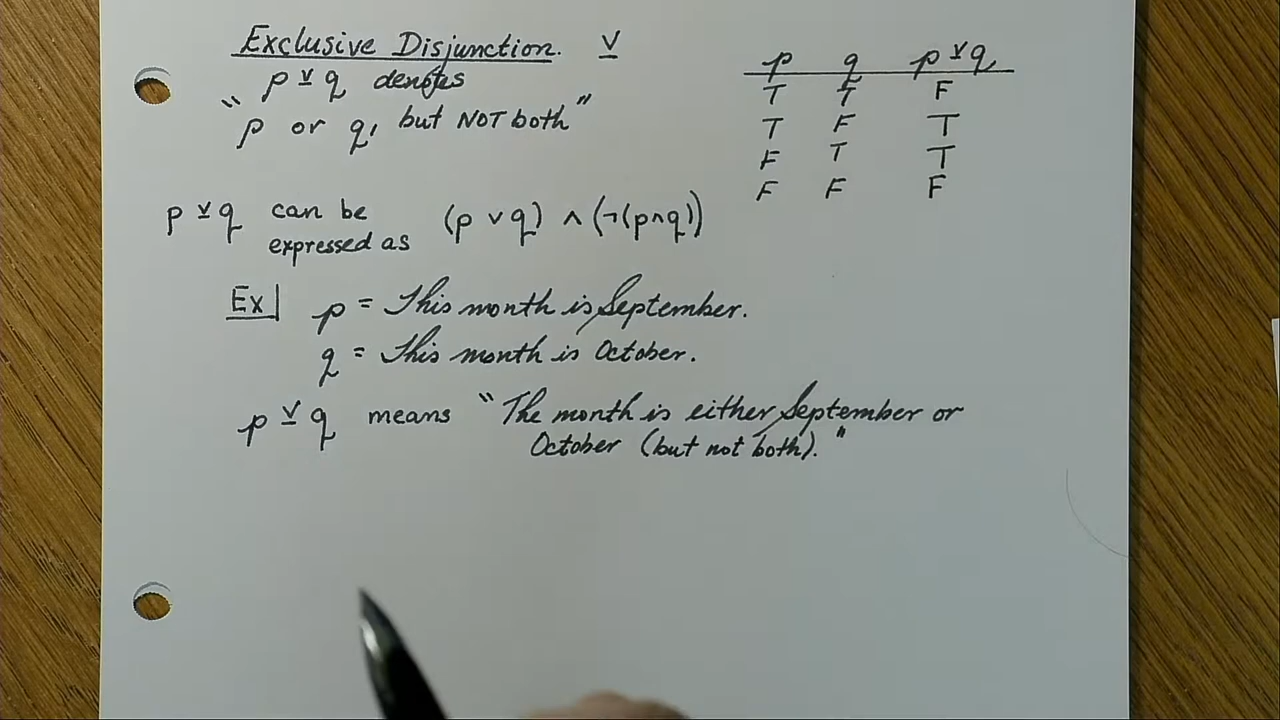 Exclusive Disjunction. ⊻
p ⊻ q denotes
"p or q, but NOT both"
p q p ⊻ q
T T F
T F T
F T T
F F F
p ⊻ q can be
expressed as (p ∨ q) ∧ (¬(p ∧ q))
Ex| p = This month is September.
q = This month is October.
p ⊻ q means "The month is either September or
October (but not both)."